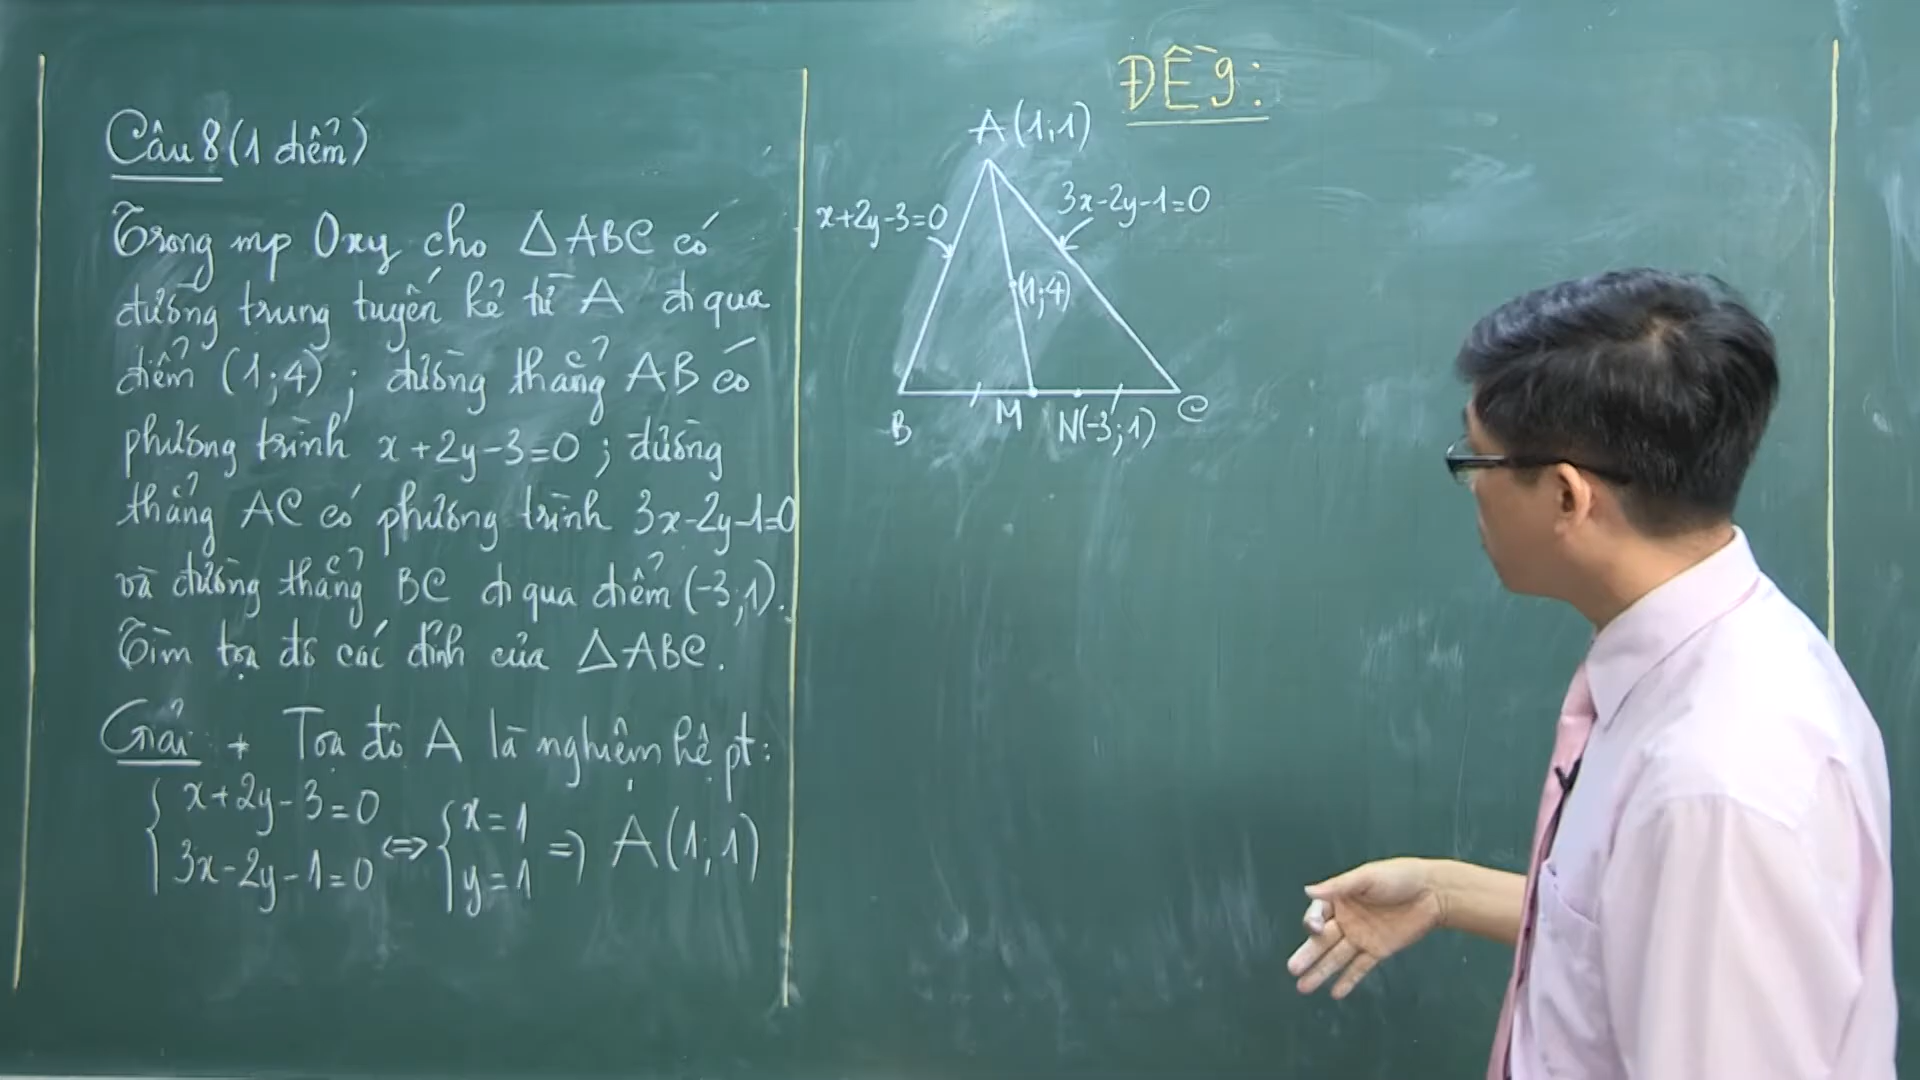 Câu 8 (1 điểm)
Trong mp Oxy cho △ABC có
đường trung tuyến kẻ từ A đi qua
điểm (1;4) ; đường thẳng AB có
phương trình x+2y-3=0 ; đường
thẳng AC có phương trình 3x-2y-1=0
và đường thẳng BC đi qua điểm (-3;1).
Tìm tọa độ các đỉnh của △ABC.
Giải + Tọa độ A là nghiệm hệ pt:
{ x+2y-3=0
3x-2y-1=0 ⇔ { x=1
y=1 ⇒ A(1;1)
ĐỀ 9:
A(1;1)
x+2y-3=0
3x-2y-1=0
(1;4)
B M N(-3;1) C